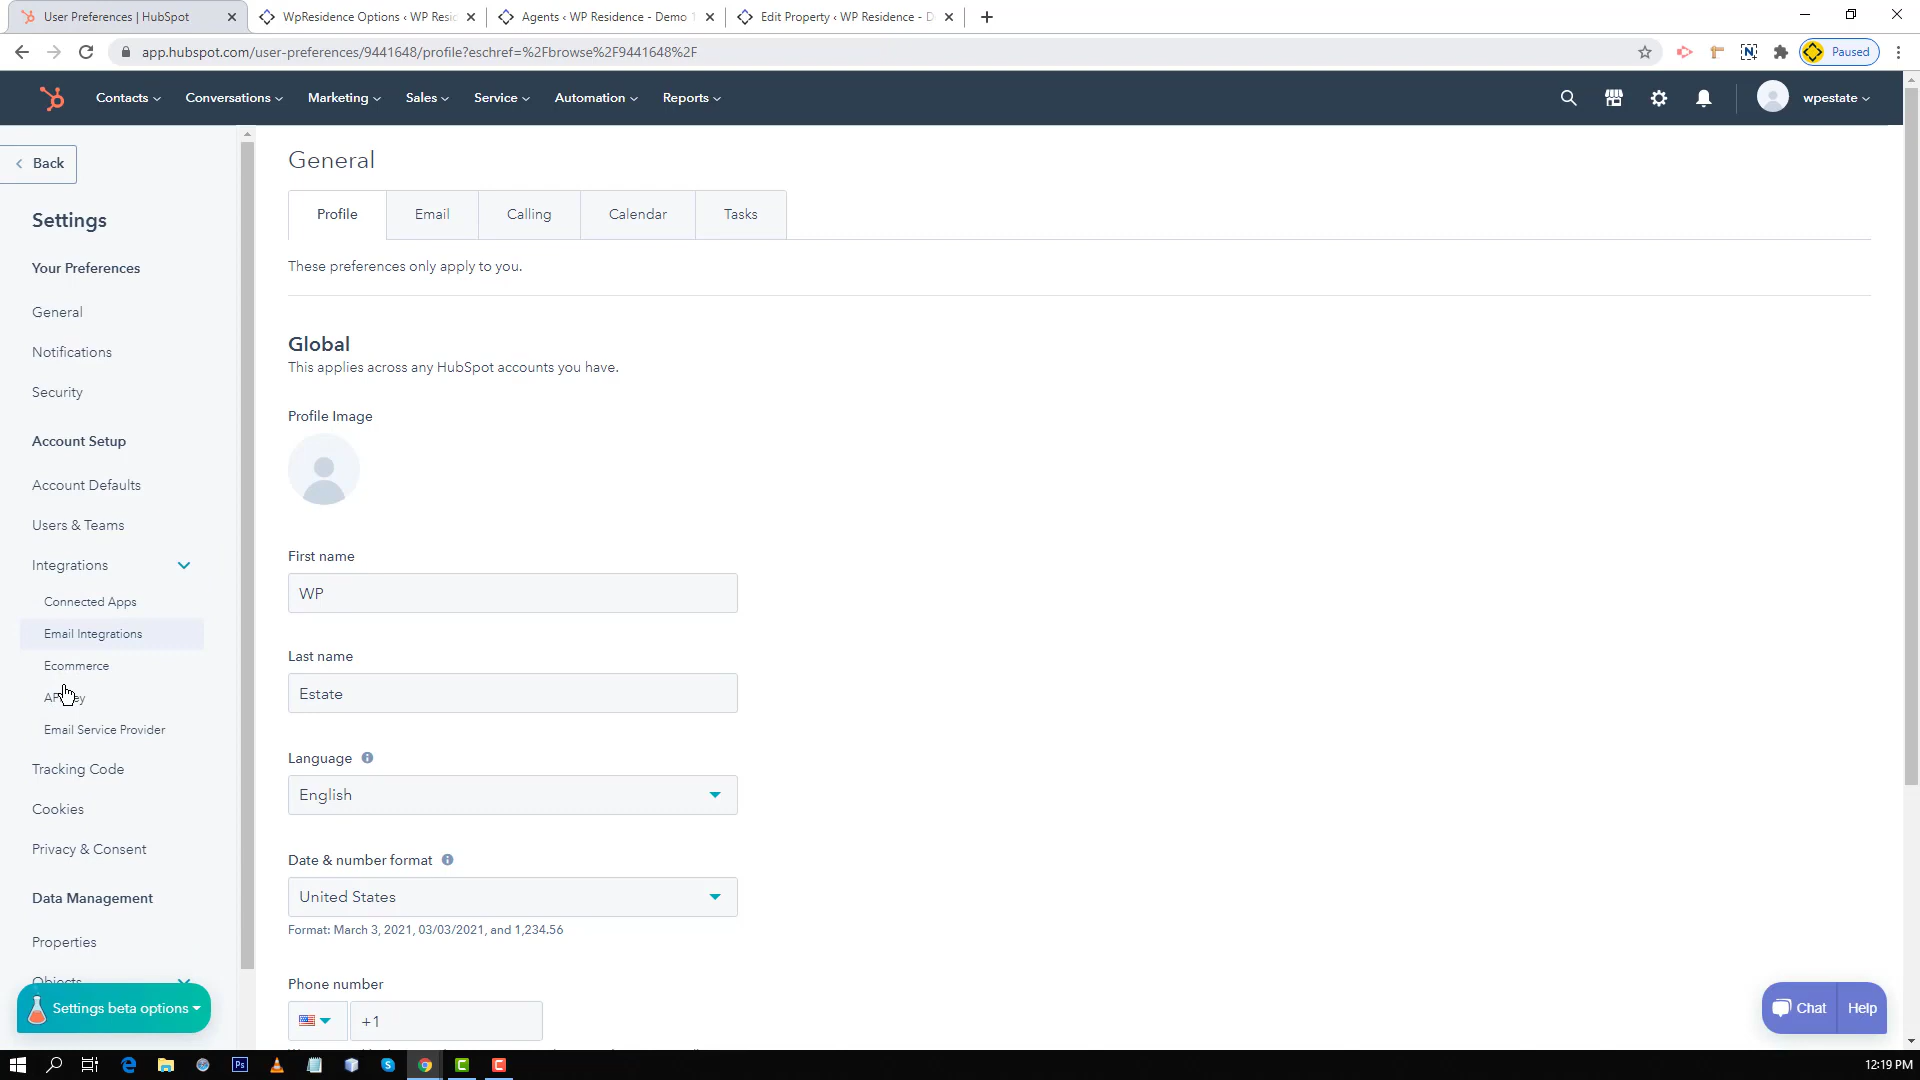 User Preferences | HubSpot
WpResidence Options ‹ WP Resid
Agents ‹ WP Residence - Demo 1
Edit Property ‹ WP Residence - D
app.hubspot.com/user-preferences/9441648/profile?eschref=%2Fbrowse%2F9441648%2F
Paused
Contacts
Conversations
Marketing
Sales
Service
Automation
Reports
wpestate
Back
Settings
Your Preferences
General
Notifications
Security
Account Setup
Account Defaults
Users & Teams
Integrations
Connected Apps
Email Integrations
Ecommerce
Email Service Provider
Tracking Code
Cookies
Privacy & Consent
Data Management
Properties
Objects
Settings beta options
General
Profile
Email
Calling
Calendar
Tasks
These preferences only apply to you.
Global
This applies across any HubSpot accounts you have.
Profile Image
First name
WP
Last name
Estate
Language
English
Date & number format
United States
Format: March 3, 2021, 03/03/2021, and 1,234.56
Phone number
+1
Chat
Help
12:19 PM